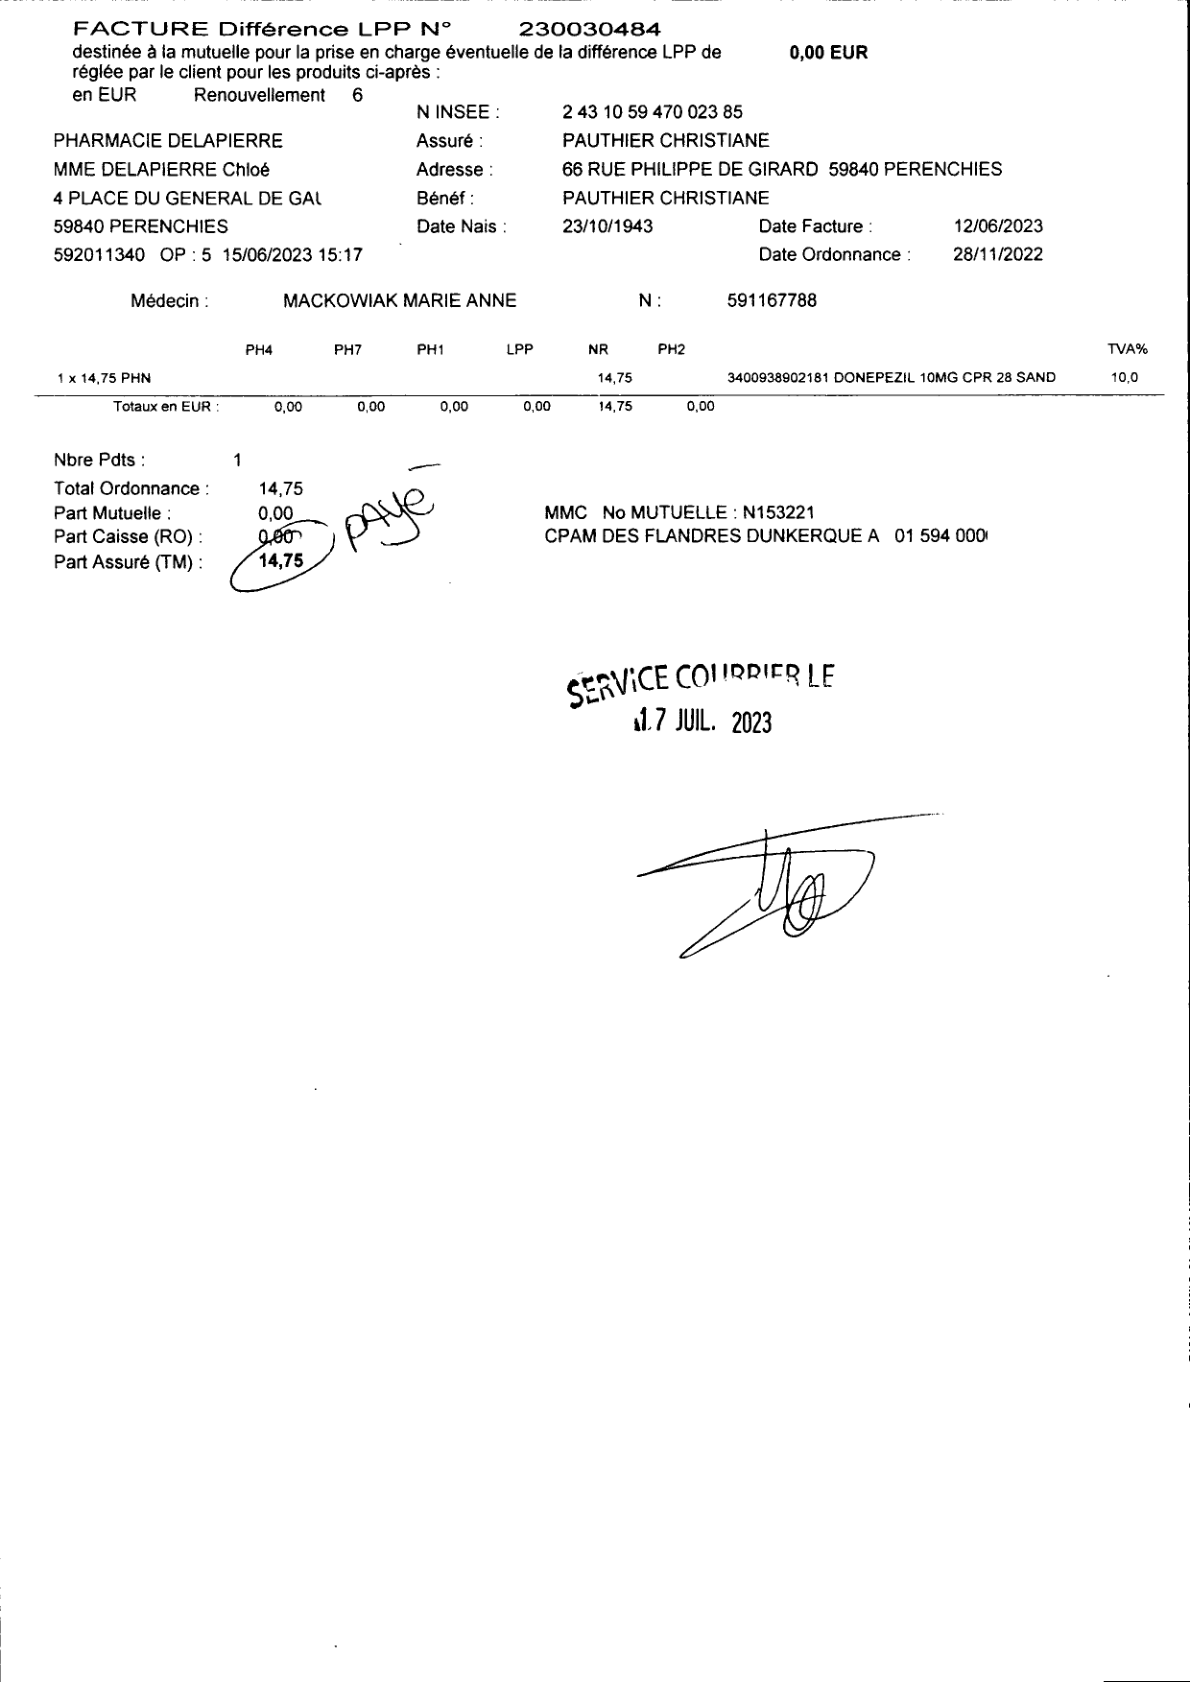 FACTURE Différence LPP N° 230030484
destinée à la mutuelle pour la prise en charge éventuelle de la différence LPP de 0,00 EUR
réglée par le client pour les produits ci-après :
en EUR Renouvellement 6
N INSEE : 2 43 10 59 470 023 85
PHARMACIE DELAPIERRE Assuré : PAUTHIER CHRISTIANE
MME DELAPIERRE Chloé Adresse : 66 RUE PHILIPPE DE GIRARD 59840 PERENCHIES
4 PLACE DU GENERAL DE GAU Bénéf : PAUTHIER CHRISTIANE
59840 PERENCHIES Date Nais : 23/10/1943 Date Facture : 12/06/2023
592011340 OP : 5 15/06/2023 15:17 Date Ordonnance : 28/11/2022
Médecin : MACKOWIAK MARIE ANNE N : 591167788
PH4 PH7 PH1 LPP NR PH2 TVA%
1 x 14,75 PHN 14,75 3400938902181 DONEPEZIL 10MG CPR 28 SAND 10,0
Totaux en EUR : 0,00 0,00 0,00 0,00 14,75 0,00
Nbre Pdts : 1
Total Ordonnance : 14,75
Part Mutuelle : 0,00 PAYé MMC No MUTUELLE : N153221
Part Caisse (RO) : 0,00 CPAM DES FLANDRES DUNKERQUE A 01 594 000
Part Assuré (TM) : 14,75
SERVICE COURRIER LE
17 JUIL. 2023